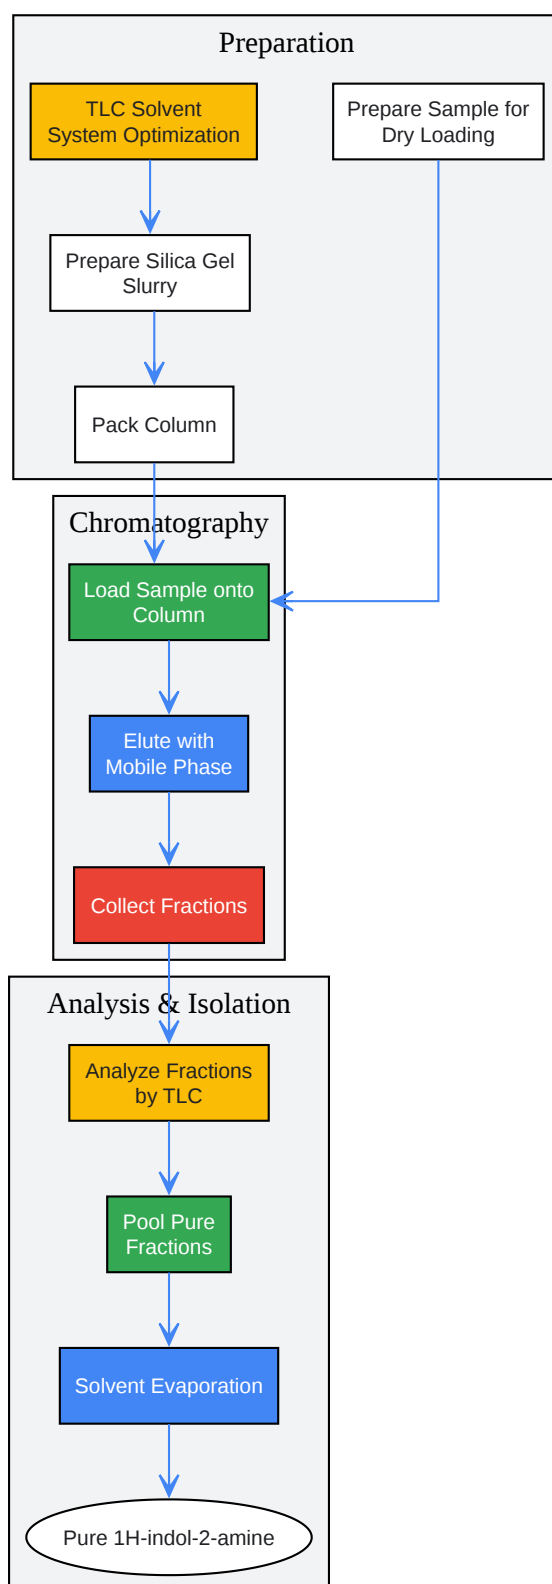 Preparation
TLC Solvent
System Optimization
Prepare Sample for
Dry Loading
Prepare Silica Gel
Slurry
Pack Column
Chromatography
Load Sample onto
Column
Elute with
Mobile Phase
Collect Fractions
Analysis & Isolation
Analyze Fractions
by TLC
Pool Pure
Fractions
Solvent Evaporation
Pure 1H-indol-2-amine